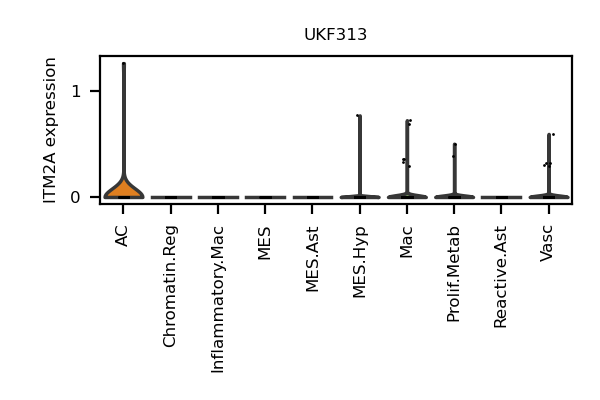 UKF313
ITM2A expression
1
0
AC
Chromatin.Reg
Inflammatory.Mac
MES
MES.Ast
MES.Hyp
Mac
Prolif.Metab
Reactive.Ast
Vasc